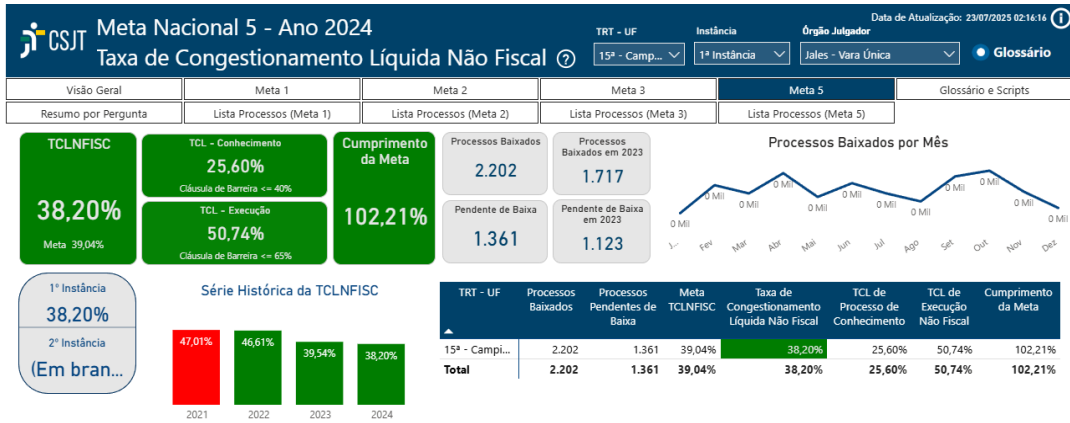 CSJT
Meta Nacional 5 - Ano 2024
Taxa de Congestionamento Líquida Não Fiscal ?
Data de Atualização: 23/07/2025 02:16:16
TRT - UF
Instância
Órgão Julgador
15ª - Camp...
1ª Instância
Jales - Vara Única
Glossário
Visão Geral
Meta 1
Meta 2
Meta 3
Meta 5
Glossário e Scripts
Resumo por Pergunta
Lista Processos (Meta 1)
Lista Processos (Meta 2)
Lista Processos (Meta 3)
Lista Processos (Meta 5)
TCLNFISC
38,20%
Meta 39,04%
TCL - Conhecimento
25,60%
Cláusula de Barreira <= 40%
TCL - Execução
50,74%
Cláusula de Barreira <= 65%
Cumprimento
da Meta
102,21%
Processos Baixados
2.202
Processos
Baixados em 2023
1.717
Pendente de Baixa
1.361
Pendente de Baixa
em 2023
1.123
Processos Baixados por Mês
0 Mil
0 Mil
0 Mil
0 Mil
0 Mil
0 Mil
0 Mil
0 Mil
0 Mil
0 Mil
0 Mil
0 Mil
J...
Fev
Mar
Abr
Mai
Jun
Jul
Ago
Set
Out
Nov
Dez
1ª Instância
38,20%
2ª Instância
(Em bran...
Série Histórica da TCLNFISC
47,01%
46,61%
39,54%
38,20%
2021
2022
2023
2024
TRT - UF
Processos
Baixados
Processos
Pendentes de
Baixa
Meta
TCLNFISC
Taxa de
Congestionamento
Líquida Não Fiscal
TCL de
Processo de
Conhecimento
TCL de
Execução
Não Fiscal
Cumprimento
da Meta
15ª - Campi... 2.202 1.361 39,04% 38,20% 25,60% 50,74% 102,21%
Total 2.202 1.361 39,04% 38,20% 25,60% 50,74% 102,21%